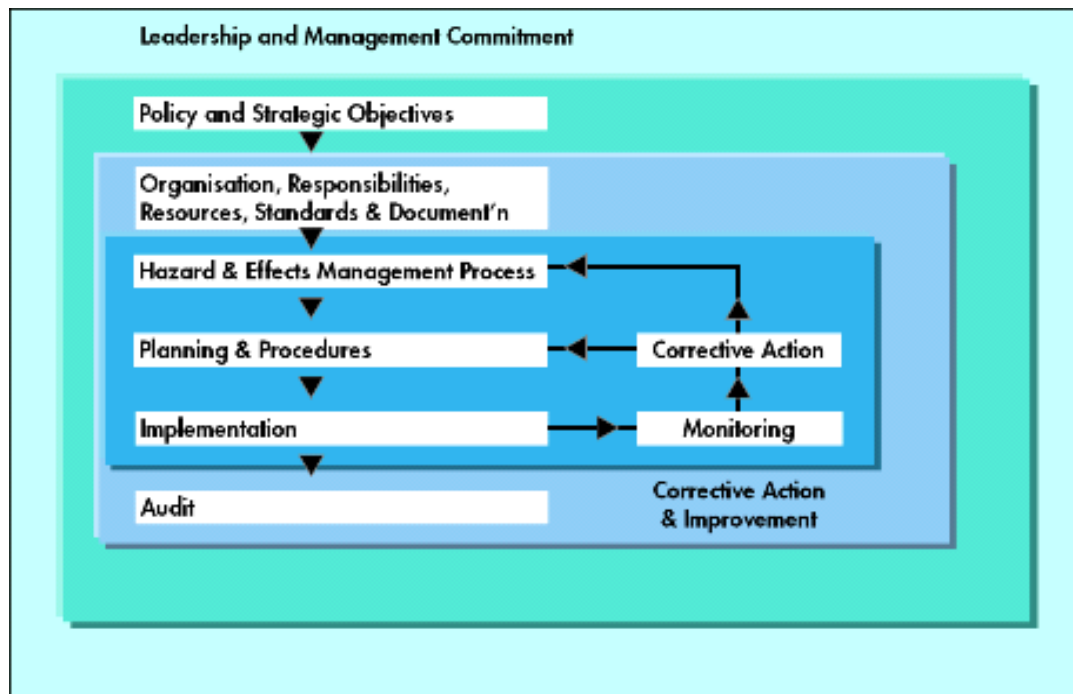 Leadership and Management Commitment
Policy and Strategic Objectives
Organisation, Responsibilities,
Resources, Standards & Document'n
Hazard & Effects Management Process
Planning & Procedures
Corrective Action
Implementation
Monitoring
Audit
Corrective Action
& Improvement